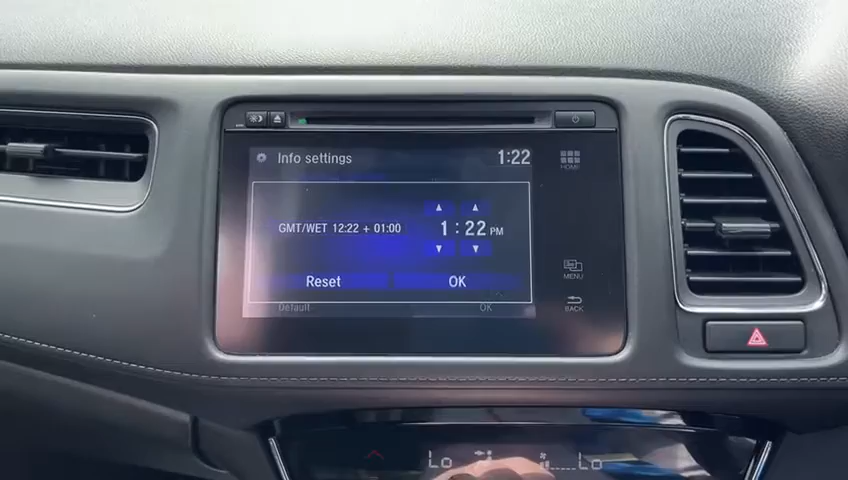 Info settings
1:22
HOME
GMT/WET 12:22 + 01:00
1:22 PM
Reset
OK
MENU
BACK
Default
OK
Lo
Lo